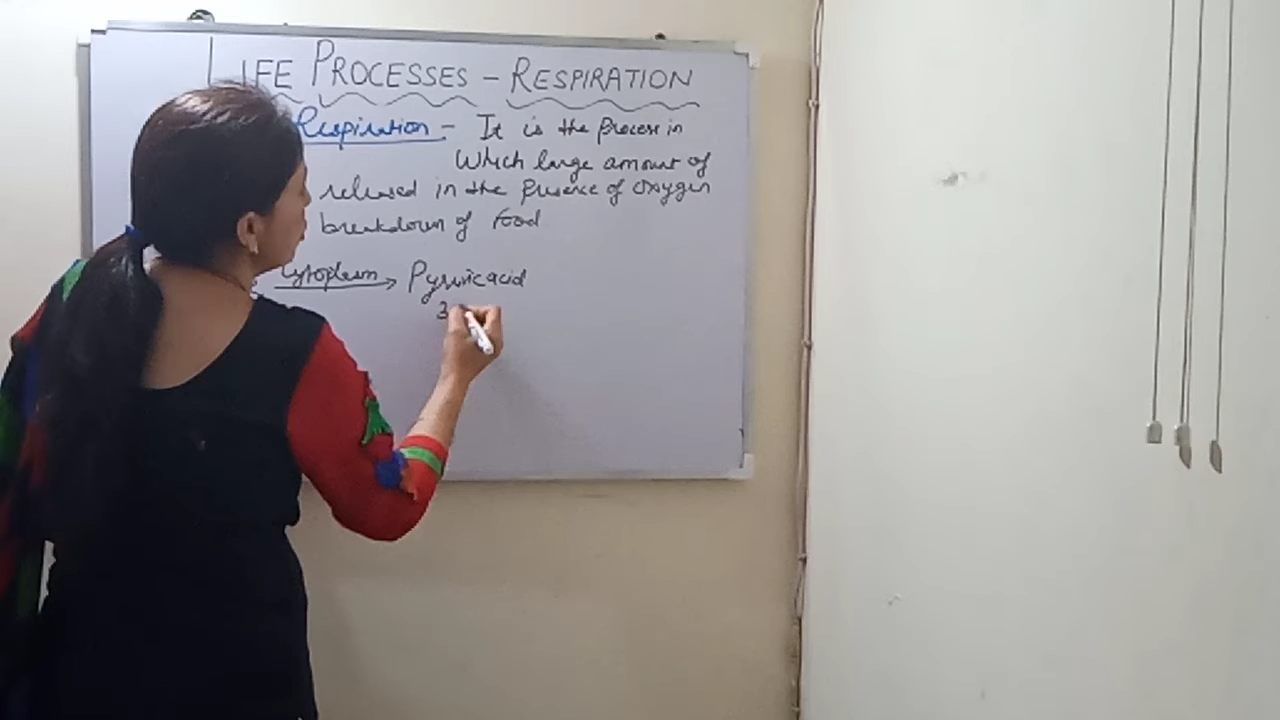 LIFE PROCESSES - RESPIRATION
Respiration - It is the process in
which large amount of
released in the presence of oxygen
breakdown of food
Cytoplasm → Pyruvic acid
3